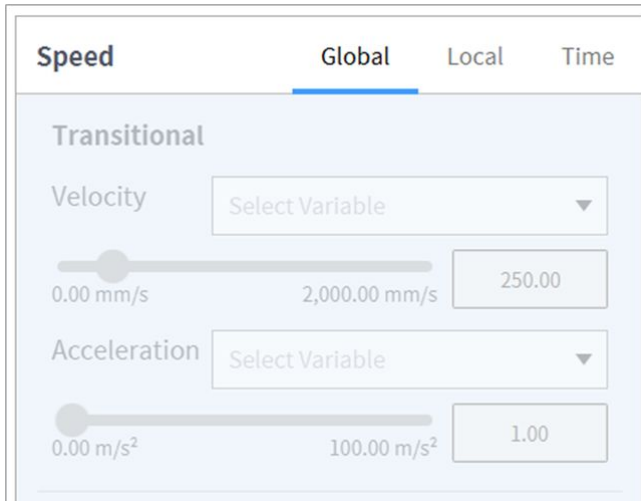 Speed Global Local Time
Transitional
Velocity Select Variable
250.00
0.00 mm/s 2,000.00 mm/s
Acceleration Select Variable
1.00
0.00 m/s² 100.00 m/s²